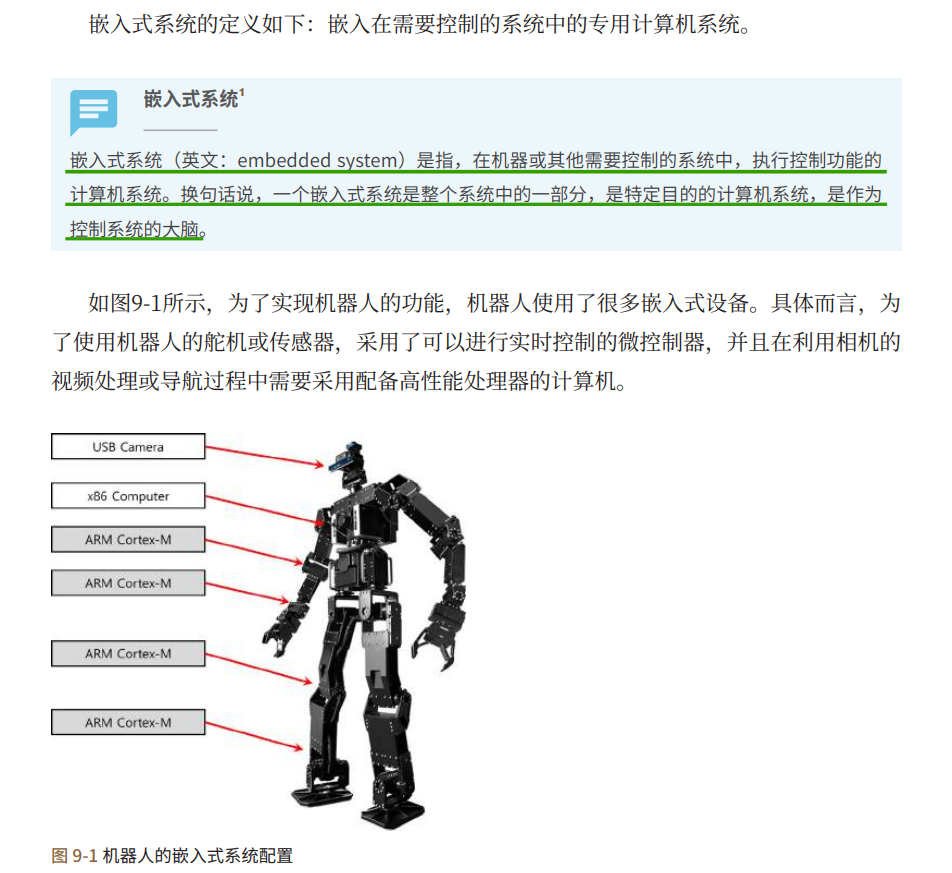 嵌入式系统的定义如下：嵌入在需要控制的系统中的专用计算机系统。
嵌入式系统¹
嵌入式系统（英文：embedded system）是指，在机器或其他需要控制的系统中，执行控制功能的
计算机系统。换句话说，一个嵌入式系统是整个系统中的一部分，是特定目的的计算机系统，是作为
控制系统的大脑。
如图9-1所示，为了实现机器人的功能，机器人使用了很多嵌入式设备。具体而言，为
了使用机器人的舵机或传感器，采用了可以进行实时控制的微控制器，并且在利用相机的
视频处理或导航过程中需要采用配备高性能处理器的计算机。
USB Camera
x86 Computer
ARM Cortex-M
ARM Cortex-M
ARM Cortex-M
ARM Cortex-M
图 9-1 机器人的嵌入式系统配置